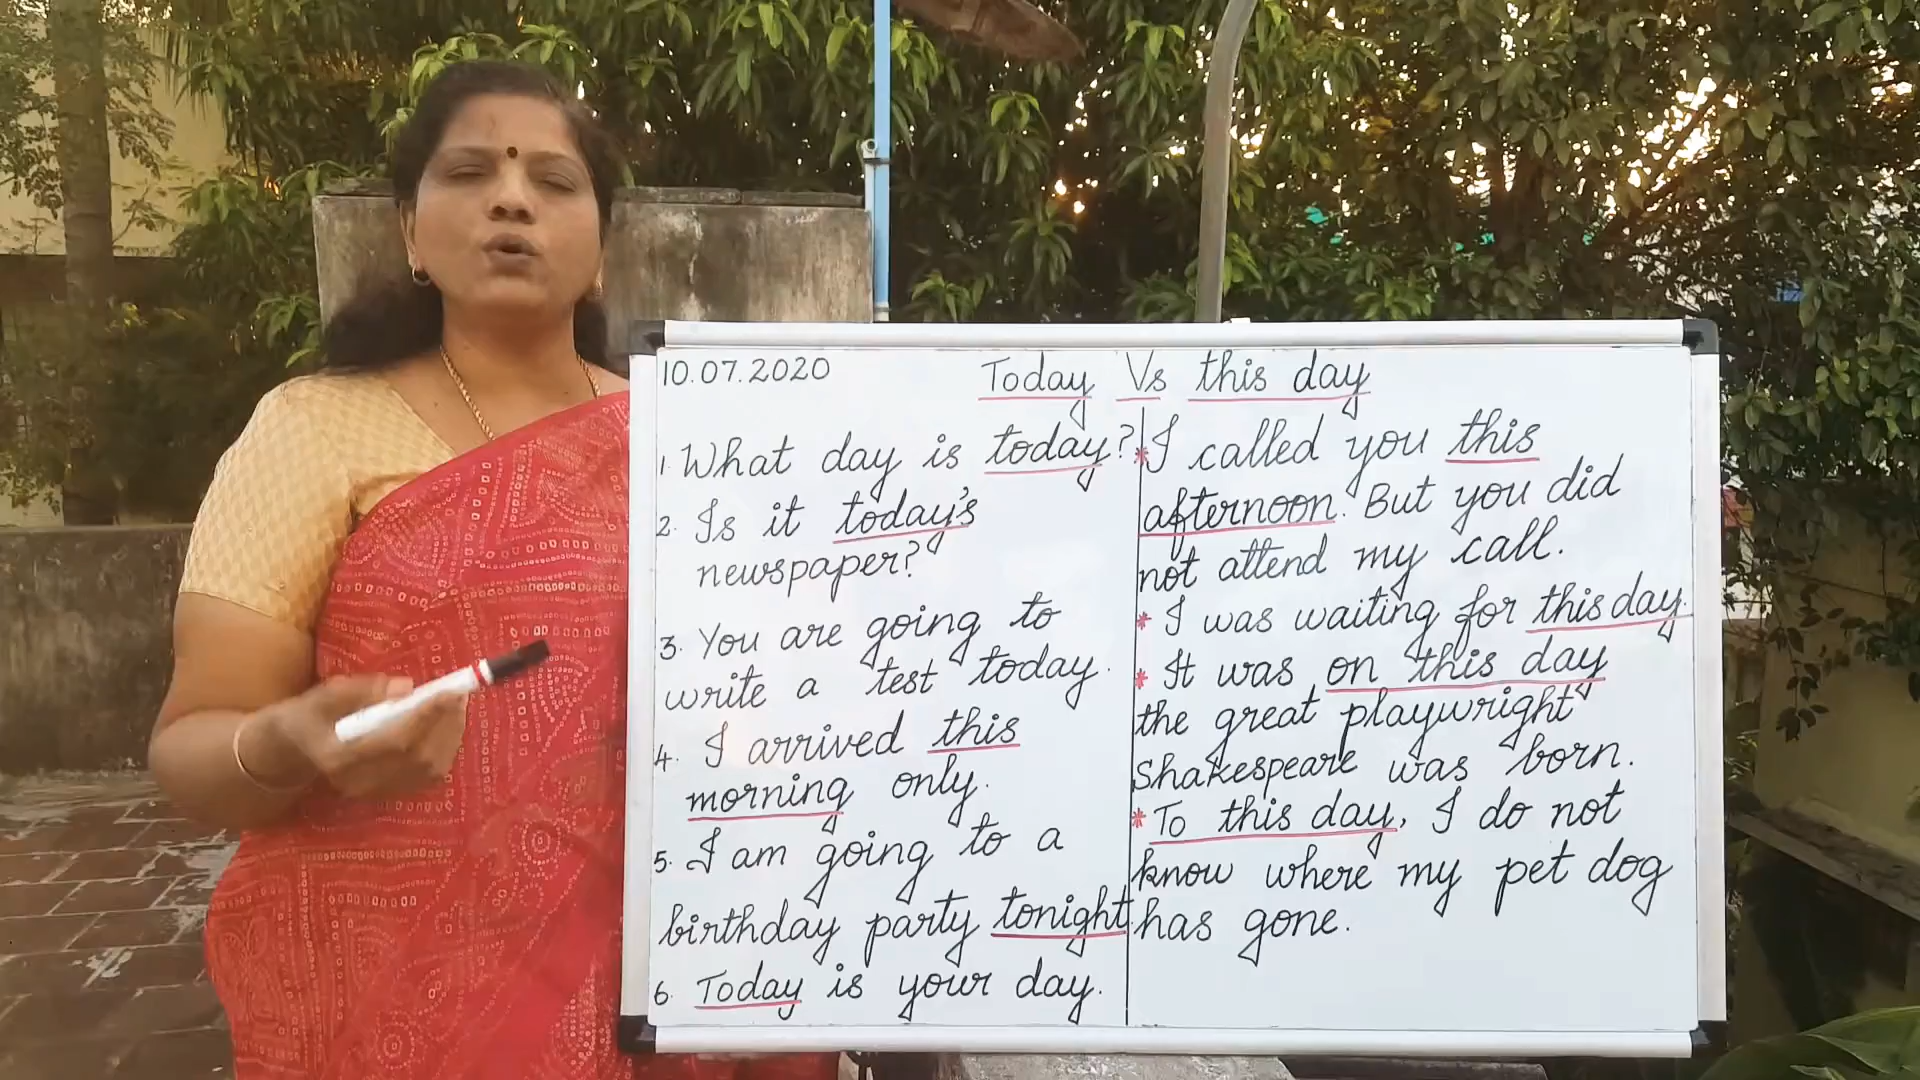 10.07.2020 Today Vs this day
1. What day is today?
2. Is it today's
newspaper?
3. You are going to
write a test today.
4. I arrived this
morning only.
5. I am going to a
birthday party tonight.
6. Today is your day.
* I called you this
afternoon. But you did
not attend my call.
* I was waiting for this day.
* It was on this day
the great playwright
Shakespeare was born.
* To this day, I do not
know where my pet dog
has gone.